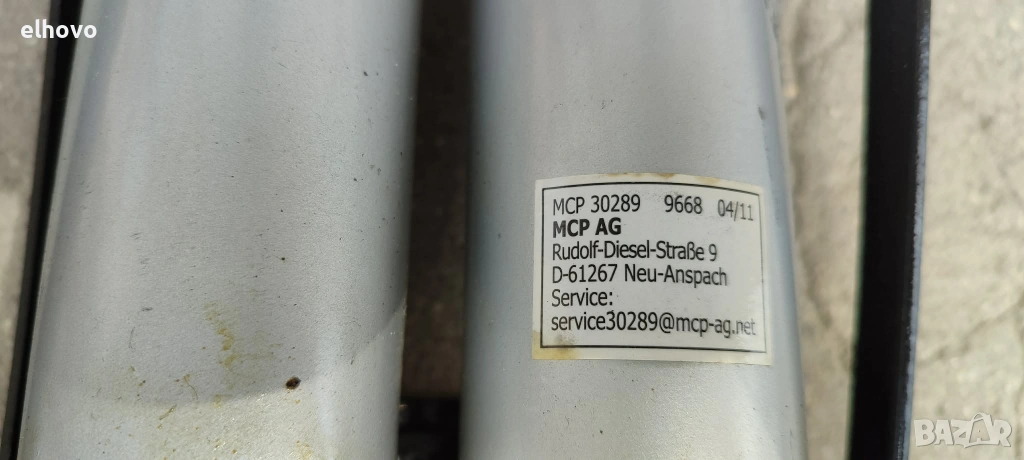 elhovo
MCP 30289 9668 04/11
MCP AG
Rudolf-Diesel-Straße 9
D-61267 Neu-Anspach
Service:
service30289@mcp-ag.net
BAZAR